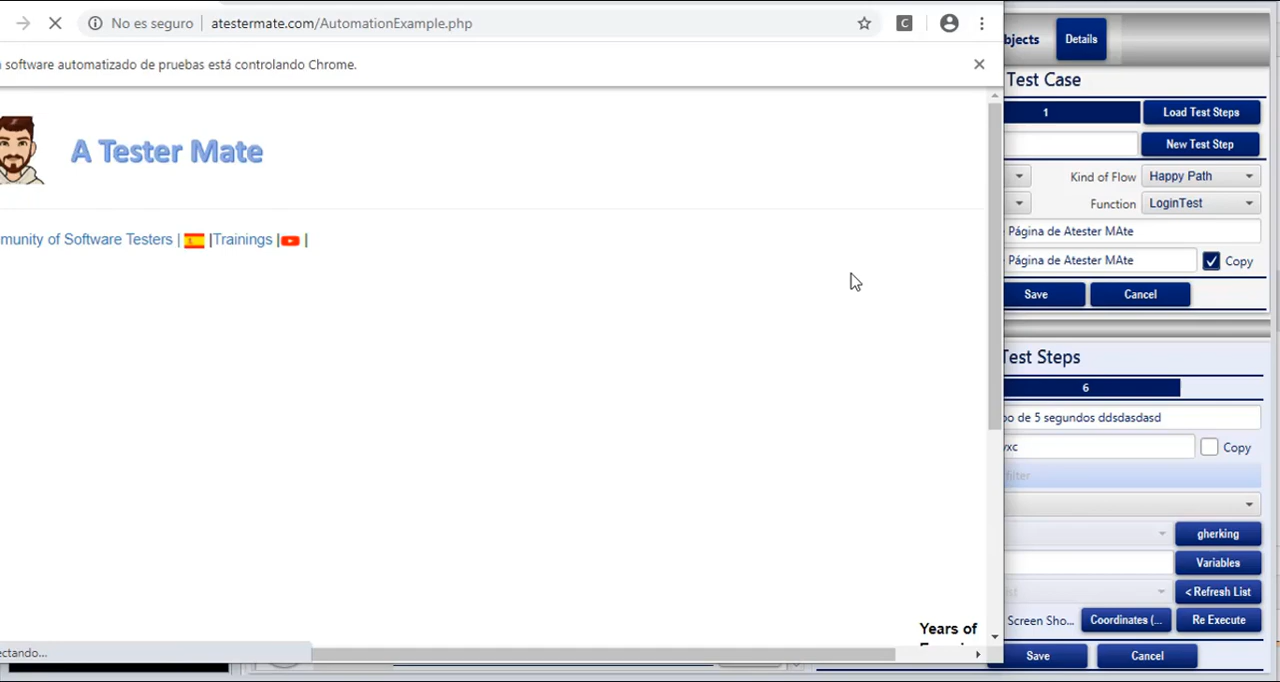 No es seguro atestermate.com/AutomationExample.php
software automatizado de pruebas está controlando Chrome.
A Tester Mate
munity of Software Testers | |Trainings | |
Years of
ectando...
bjects Details
Test Case
1 Load Test Steps
New Test Step
Kind of Flow Happy Path
Function LoginTest
Página de Atester MAte
Página de Atester MAte Copy
Save Cancel
Test Steps
6
po de 5 segundos ddsdasdasd
vxc Copy
filter
gherking
Variables
st < Refresh List
Screen Sho... Coordinates (... Re Execute
Save Cancel